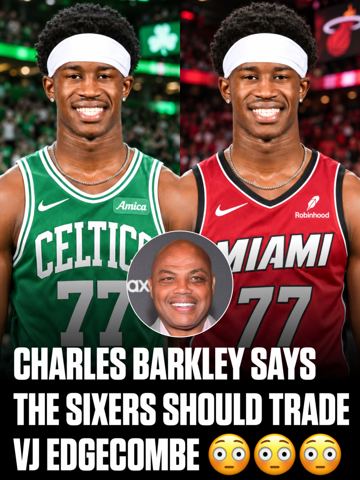 Amica
CELTICS
77
Robinhood
MIAMI
77
CHARLES BARKLEY SAYS
THE SIXERS SHOULD TRADE
VJ EDGECOMBE 😳😳😳